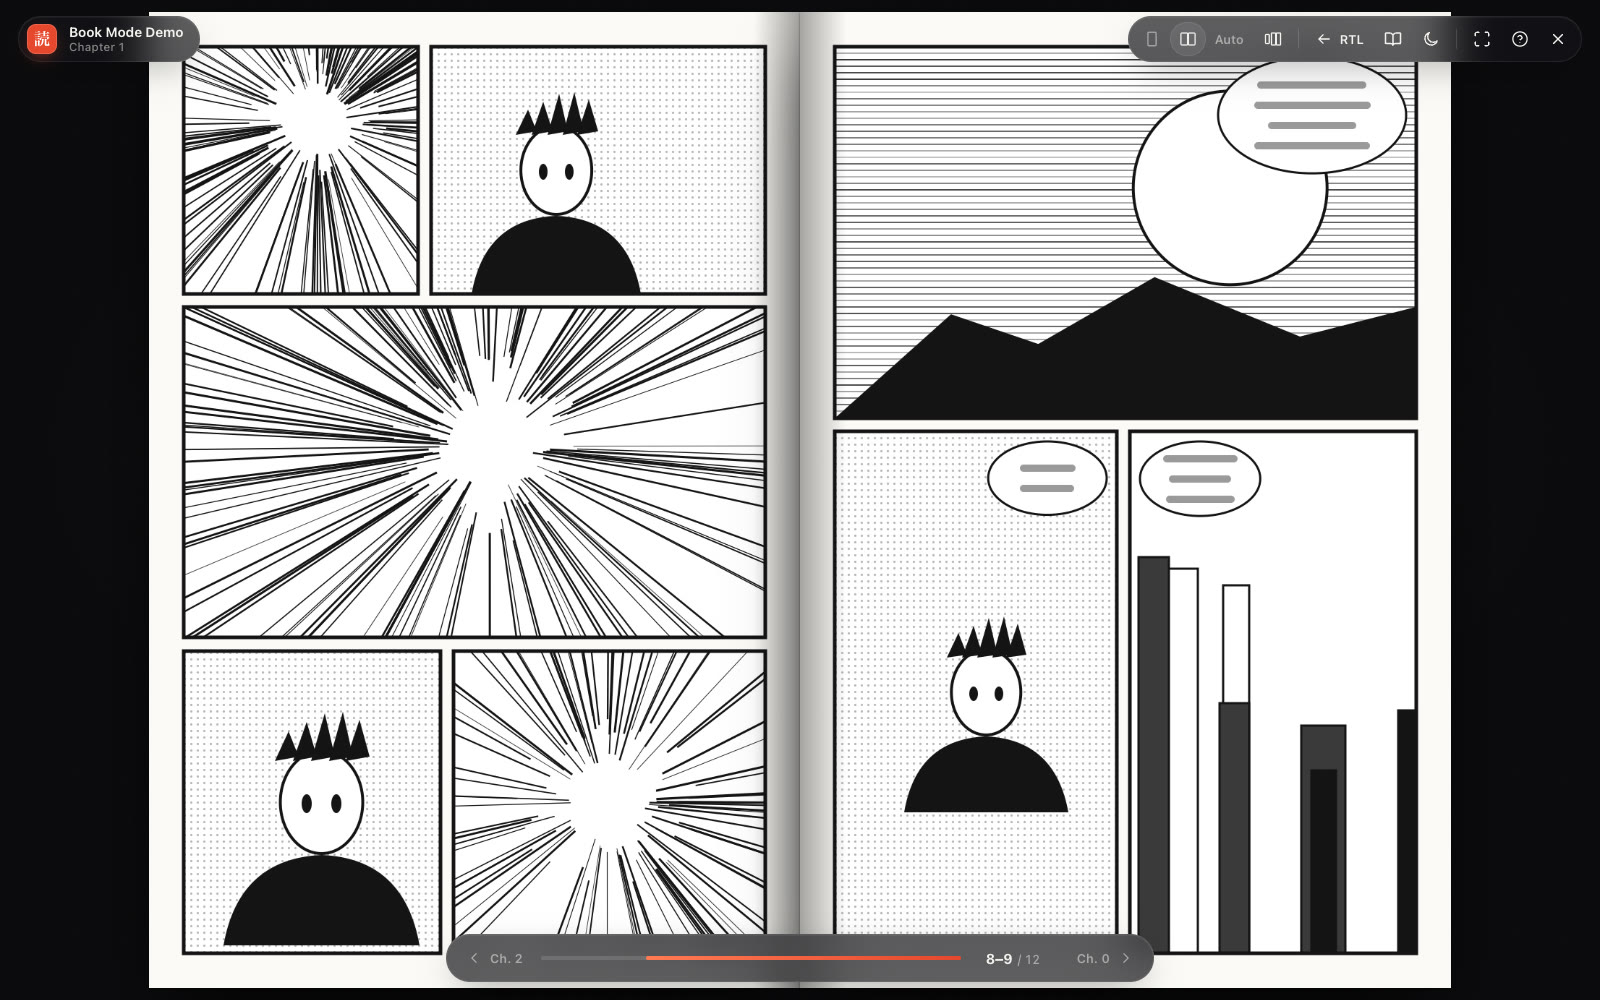 読
Book Mode Demo
Chapter 1
Auto
RTL
Ch. 2
8–9 / 12
Ch. 0